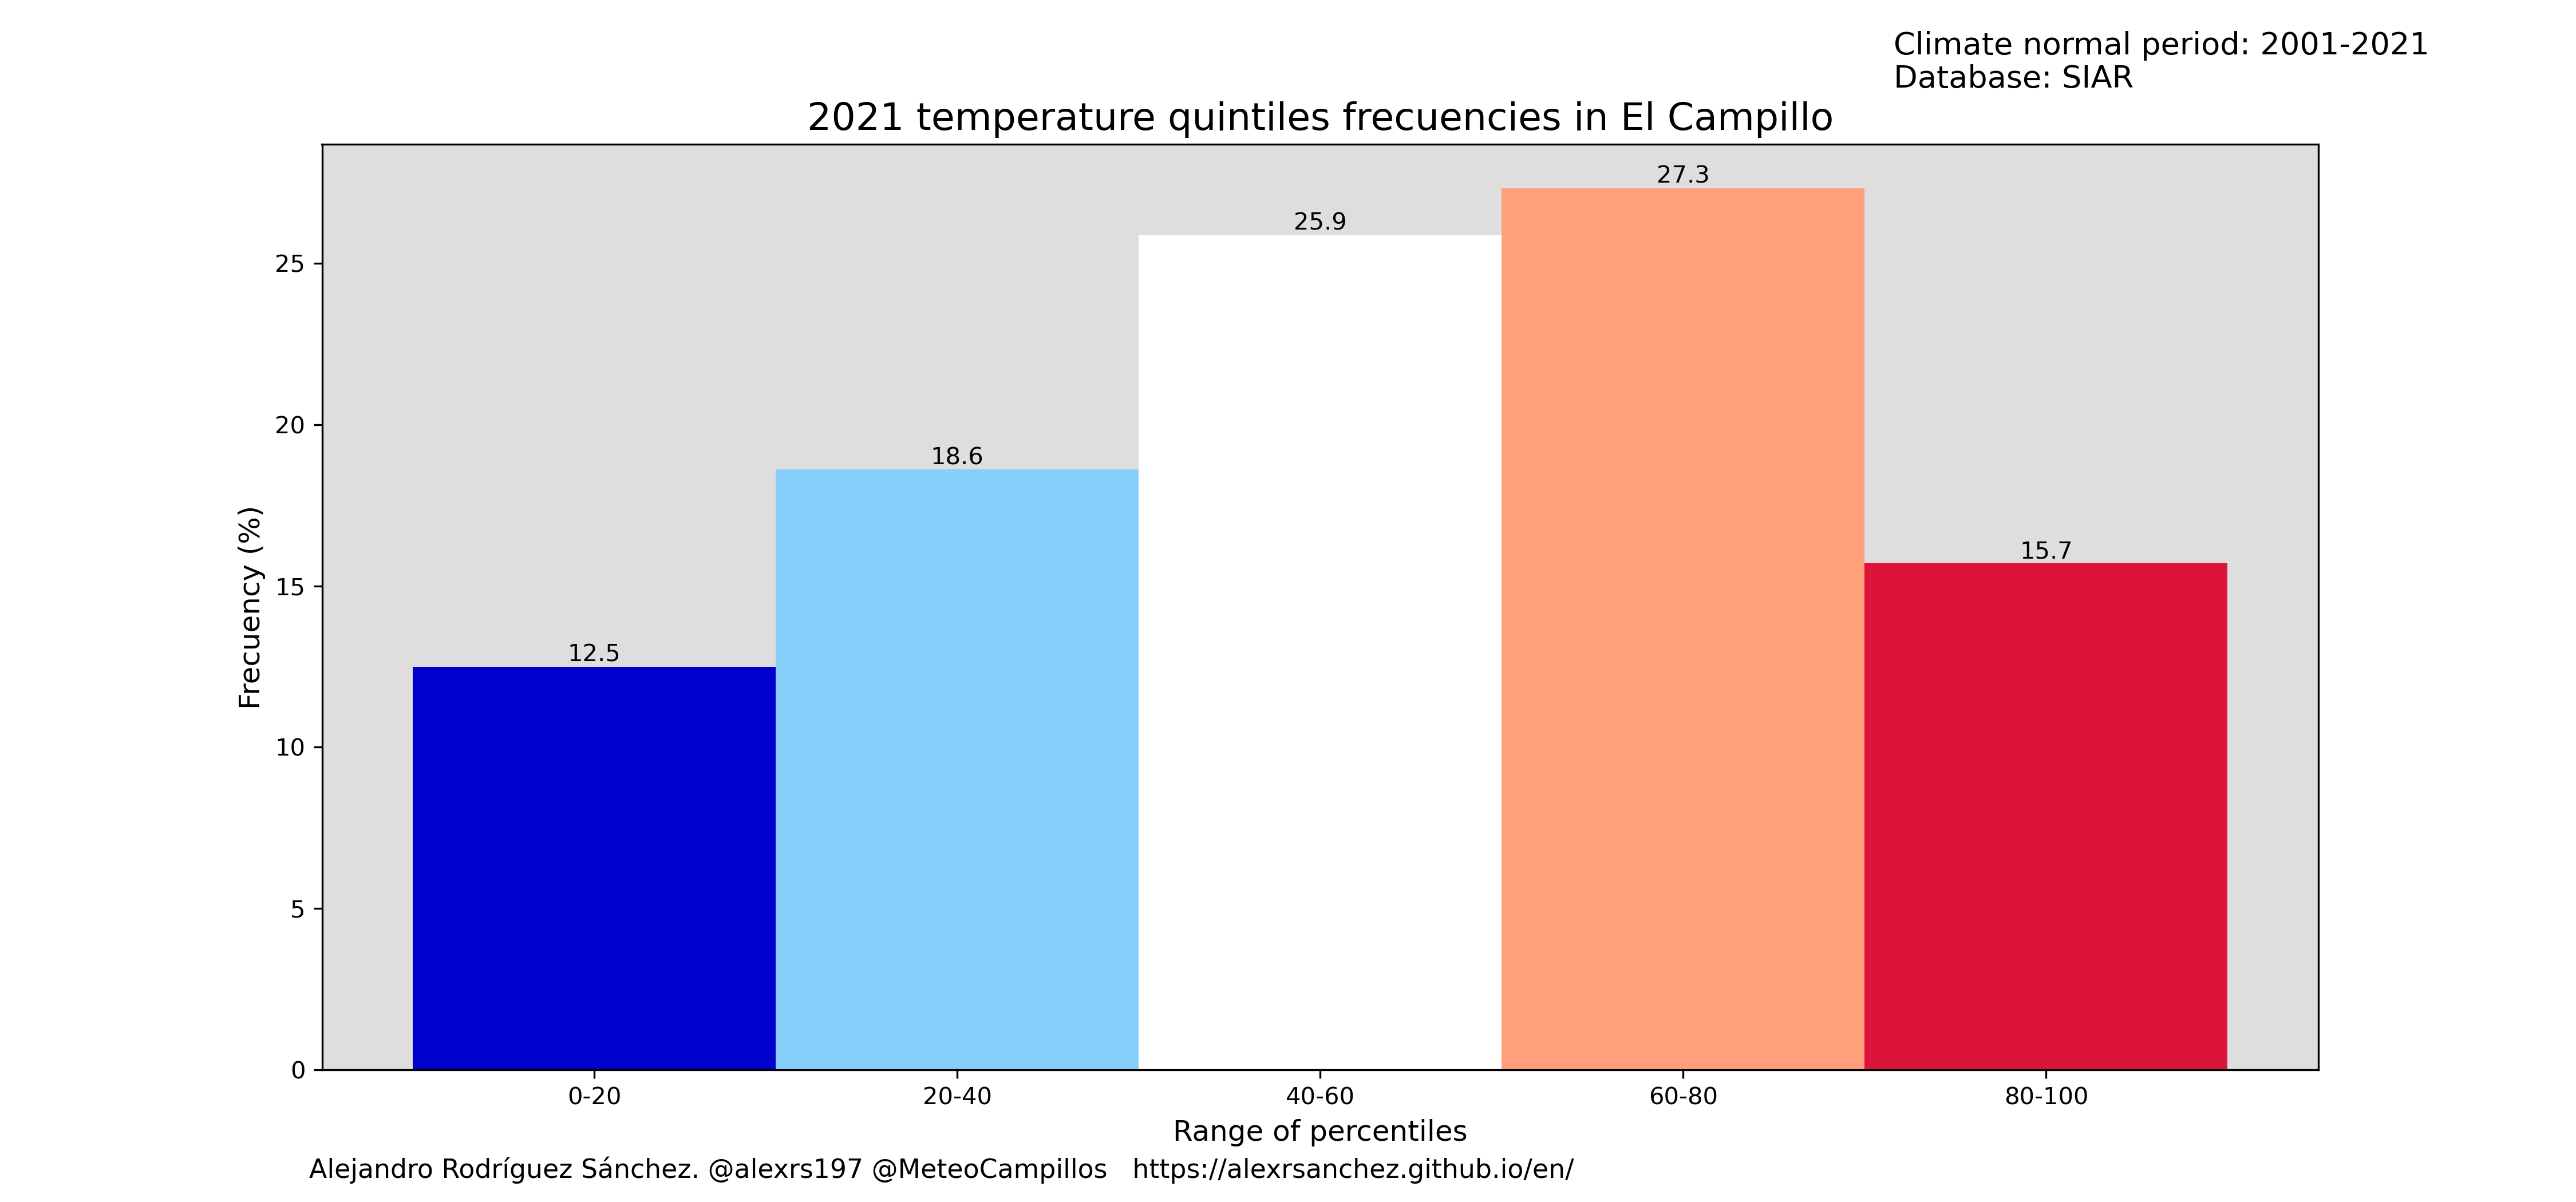 Climate normal period: 2001-2021
Database: SIAR
2021 temperature quintiles frecuencies in El Campillo
Frecuency (%)
25
20
15
10
5
0
12.5
18.6
25.9
27.3
15.7
0-20
20-40
40-60
60-80
80-100
Range of percentiles
Alejandro Rodríguez Sánchez. @alexrs197 @MeteoCampillos   https://alexrsanchez.github.io/en/